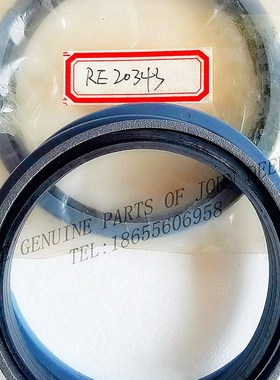 RE20343
E GENUINE PARTS OF JOHN DEE
TEL:18655606958